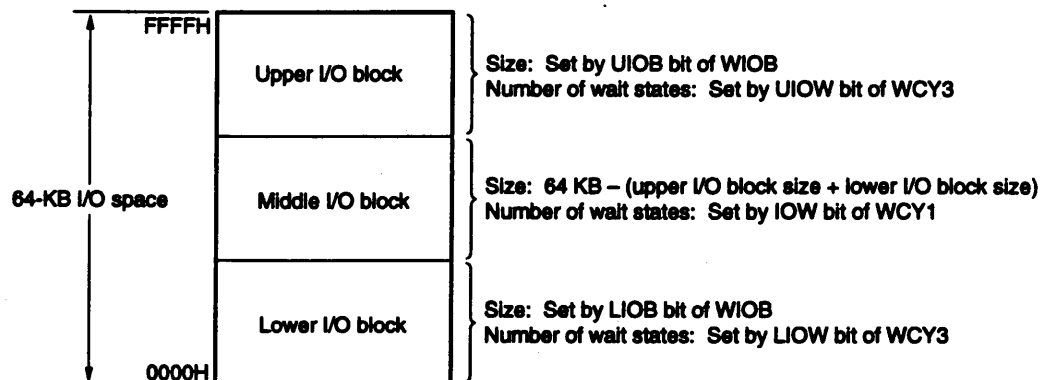 FFFFH
Upper I/O block
Size: Set by UIOB bit of WIOB
Number of wait states: Set by UIOW bit of WCY3
64-KB I/O space
Middle I/O block
Size: 64 KB – (upper I/O block size + lower I/O block size)
Number of wait states: Set by IOW bit of WCY1
Lower I/O block
Size: Set by LIOB bit of WIOB
Number of wait states: Set by LIOW bit of WCY3
0000H